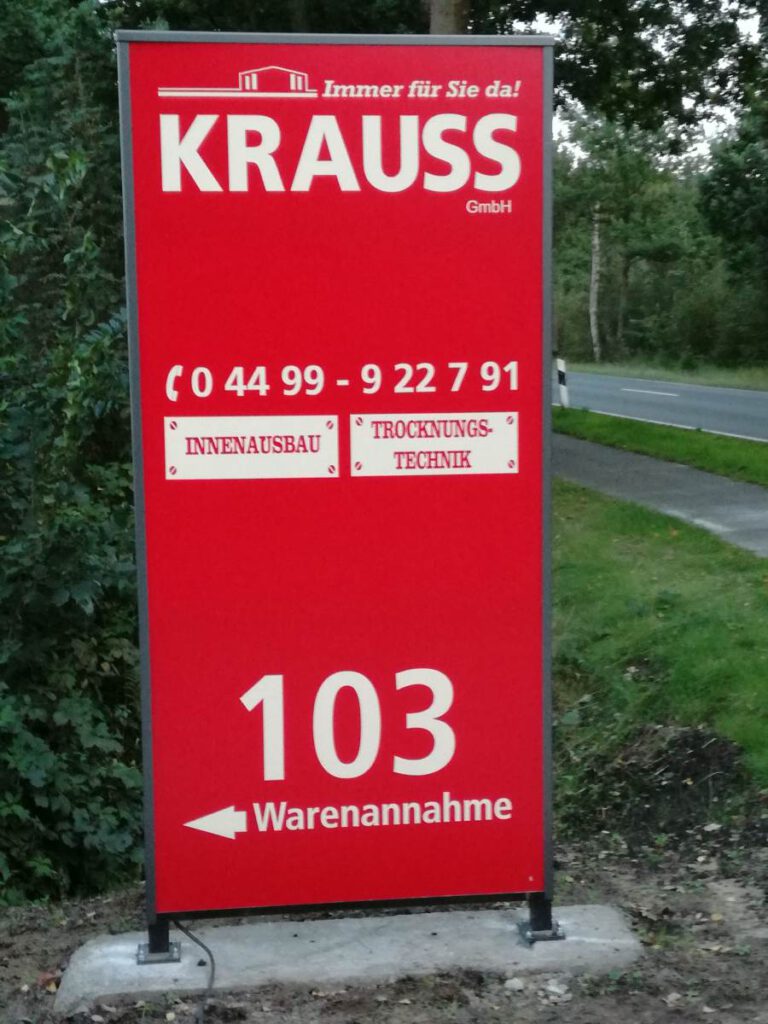 Immer für Sie da!
KRAUSS
GmbH
0 44 99 - 9 22 7 91
INNENAUSBAU
TROCKNUNGS-
TECHNIK
103
Warenannahme